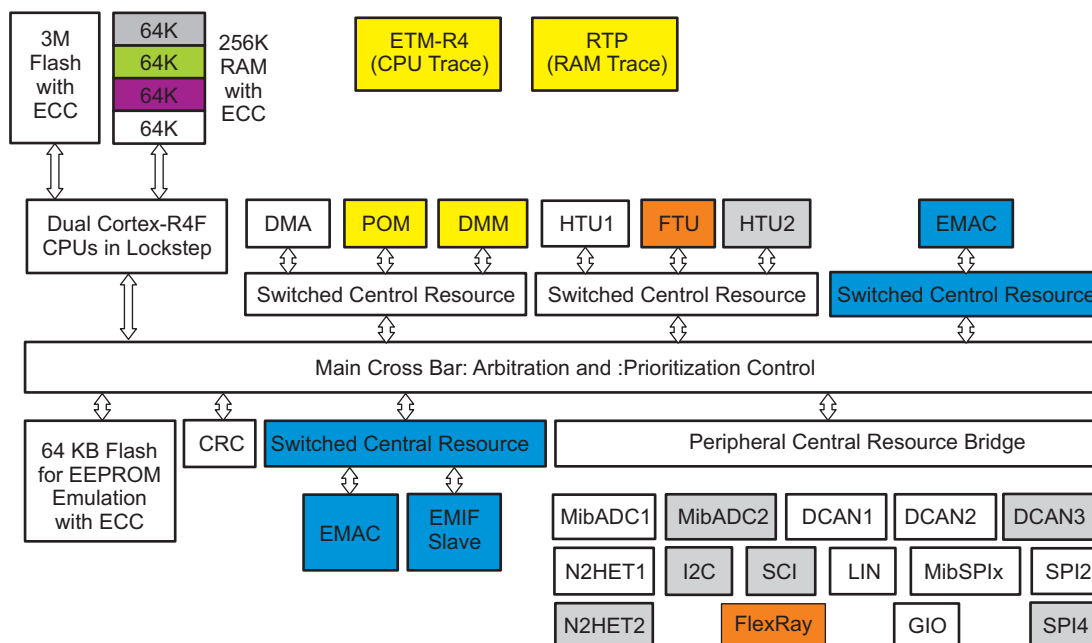 3M
Flash
with
ECC
64K
64K
64K
64K
256K
RAM
with
ECC
ETM-R4
(CPU Trace)
RTP
(RAM Trace)
Dual Cortex-R4F
CPUs in Lockstep
DMA
POM
DMM
HTU1
FTU
HTU2
EMAC
Switched Central Resource
Switched Central Resource
Switched Central Resource
Main Cross Bar: Arbitration and :Prioritization Control
64 KB Flash
for EEPROM
Emulation
with ECC
CRC
Switched Central Resource
Peripheral Central Resource Bridge
EMAC
EMIF
Slave
MibADC1
MibADC2
DCAN1
DCAN2
DCAN3
N2HET1
I2C
SCI
LIN
MibSPIx
SPI2
N2HET2
FlexRay
GIO
SPI4